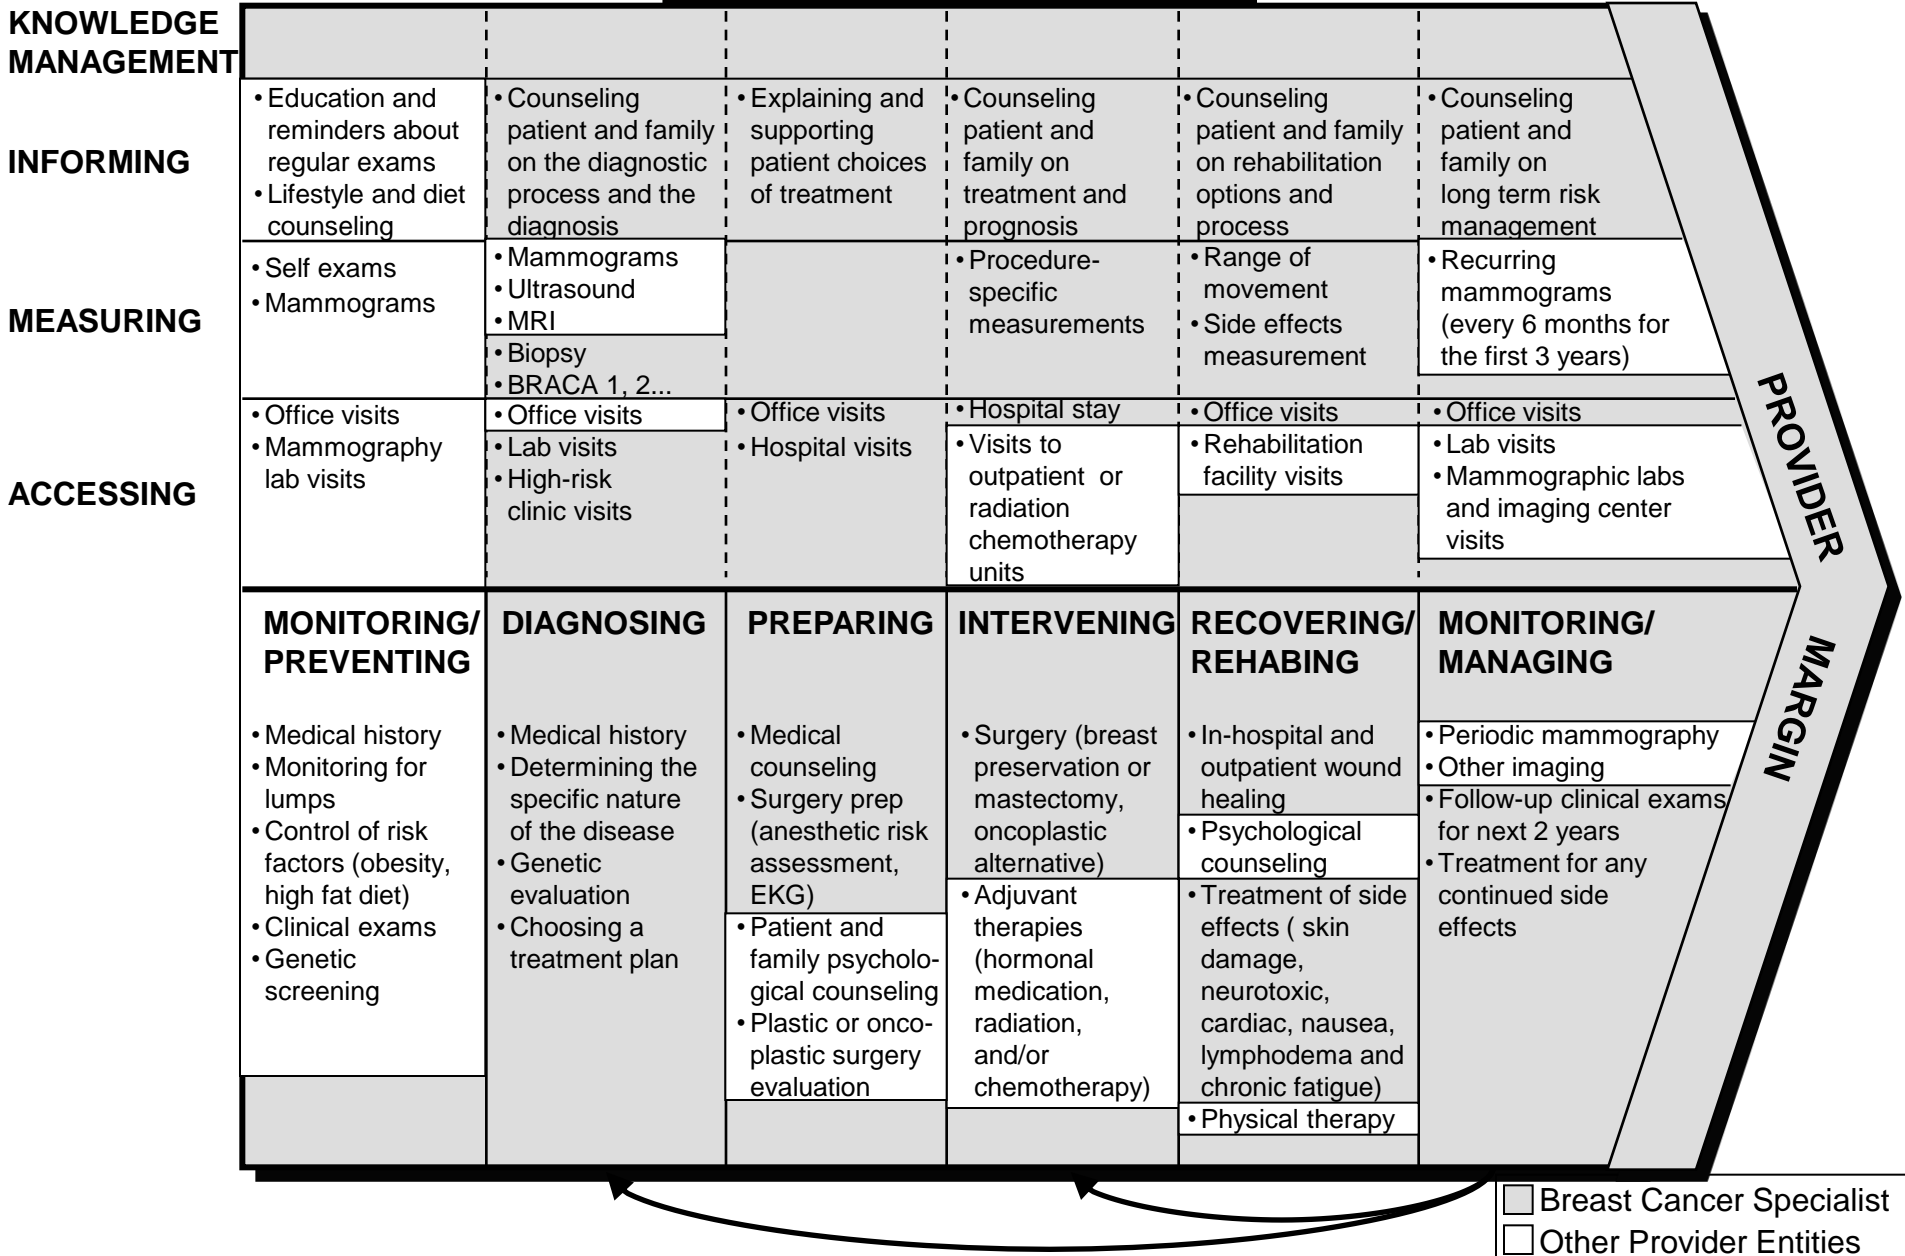 KNOWLEDGE
MANAGEMENT
INFORMING
• Education and
reminders about
regular exams
• Lifestyle and diet
counseling
• Counseling
patient and family
on the diagnostic
process and the
diagnosis
• Explaining and
supporting
patient choices
of treatment
• Counseling
patient and
family on
treatment and
prognosis
• Counseling
patient and family
on rehabilitation
options and
process
• Counseling
patient and
family on
long term risk
management
MEASURING
• Self exams
• Mammograms
• Mammograms
• Ultrasound
• MRI
• Biopsy
• BRACA 1, 2...
• Procedure-
specific
measurements
• Range of
movement
• Side effects
measurement
• Recurring
mammograms
(every 6 months for
the first 3 years)
ACCESSING
• Office visits
• Mammography
lab visits
• Office visits
• Lab visits
• High-risk
clinic visits
• Office visits
• Hospital visits
• Hospital stay
• Visits to
outpatient or
radiation
chemotherapy
units
• Office visits
• Rehabilitation
facility visits
• Office visits
• Lab visits
• Mammographic labs
and imaging center
visits
MONITORING/
PREVENTING
• Medical history
• Monitoring for
lumps
• Control of risk
factors (obesity,
high fat diet)
• Clinical exams
• Genetic
screening
DIAGNOSING
• Medical history
• Determining the
specific nature
of the disease
• Genetic
evaluation
• Choosing a
treatment plan
PREPARING
• Medical
counseling
• Surgery prep
(anesthetic risk
assessment,
EKG)
• Patient and
family psycholo-
gical counseling
• Plastic or onco-
plastic surgery
evaluation
INTERVENING
• Surgery (breast
preservation or
mastectomy,
oncoplastic
alternative)
• Adjuvant
therapies
(hormonal
medication,
radiation,
and/or
chemotherapy)
RECOVERING/
REHABING
• In-hospital and
outpatient wound
healing
• Psychological
counseling
• Treatment of side
effects ( skin
damage,
neurotoxic,
cardiac, nausea,
lymphodema and
chronic fatigue)
• Physical therapy
MONITORING/
MANAGING
• Periodic mammography
• Other imaging
• Follow-up clinical exams
for next 2 years
• Treatment for any
continued side
effects
PROVIDER
MARGIN
Breast Cancer Specialist
Other Provider Entities